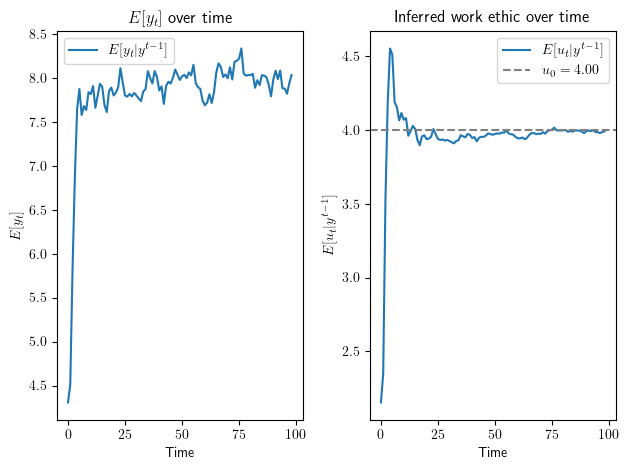 E[y_t] over time
E[y_t|y^{t−1}]
E[y_t]
8.5
8.0
7.5
7.0
6.5
6.0
5.5
5.0
4.5
0
25
50
75
100
Time
Inferred work ethic over time
E[u_t|y^{t−1}]
u_0 = 4.00
E[u_t|y^{t−1}]
4.5
4.0
3.5
3.0
2.5
0
25
50
75
100
Time